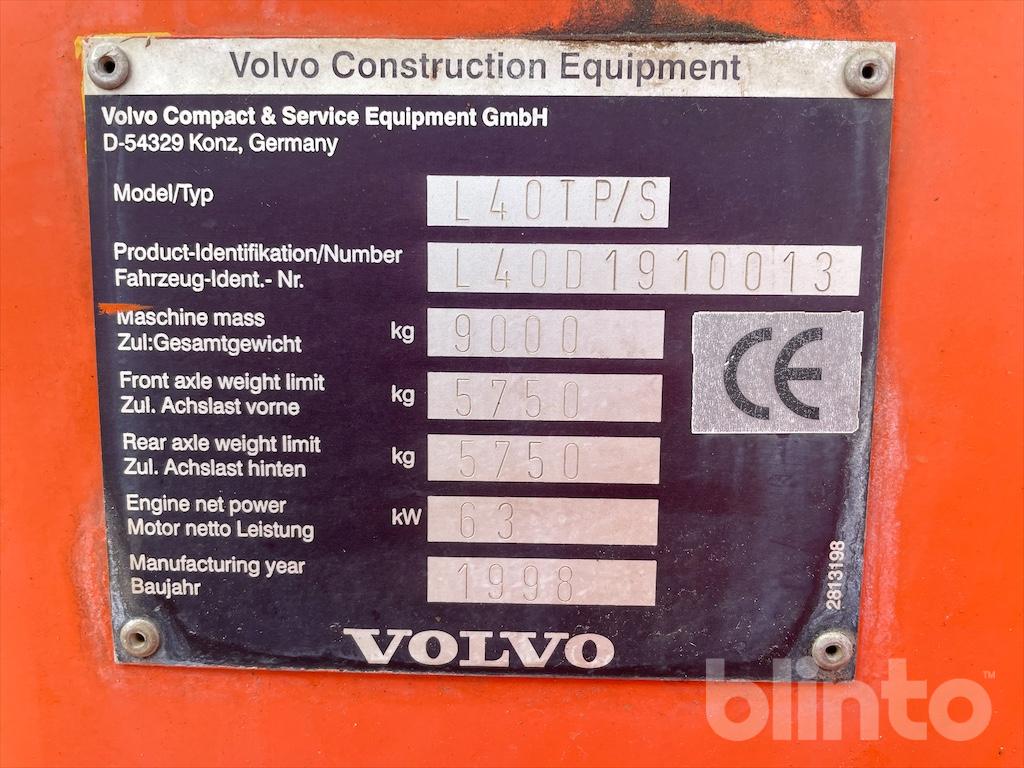 Volvo Construction Equipment
Volvo Compact & Service Equipment GmbH
D-54329 Konz, Germany
Model/Typ L40TP/S
Product-Identifikation/Number
Fahrzeug-Ident.- Nr. L40D1910013
Maschine mass
Zul:Gesamtgewicht kg 9000
CE
Front axle weight limit
Zul. Achslast vorne kg 5750
Rear axle weight limit
Zul. Achslast hinten kg 5750
Engine net power
Motor netto Leistung kW 63
Manufacturing year
Baujahr 1998
2813198
VOLVO
blinto™